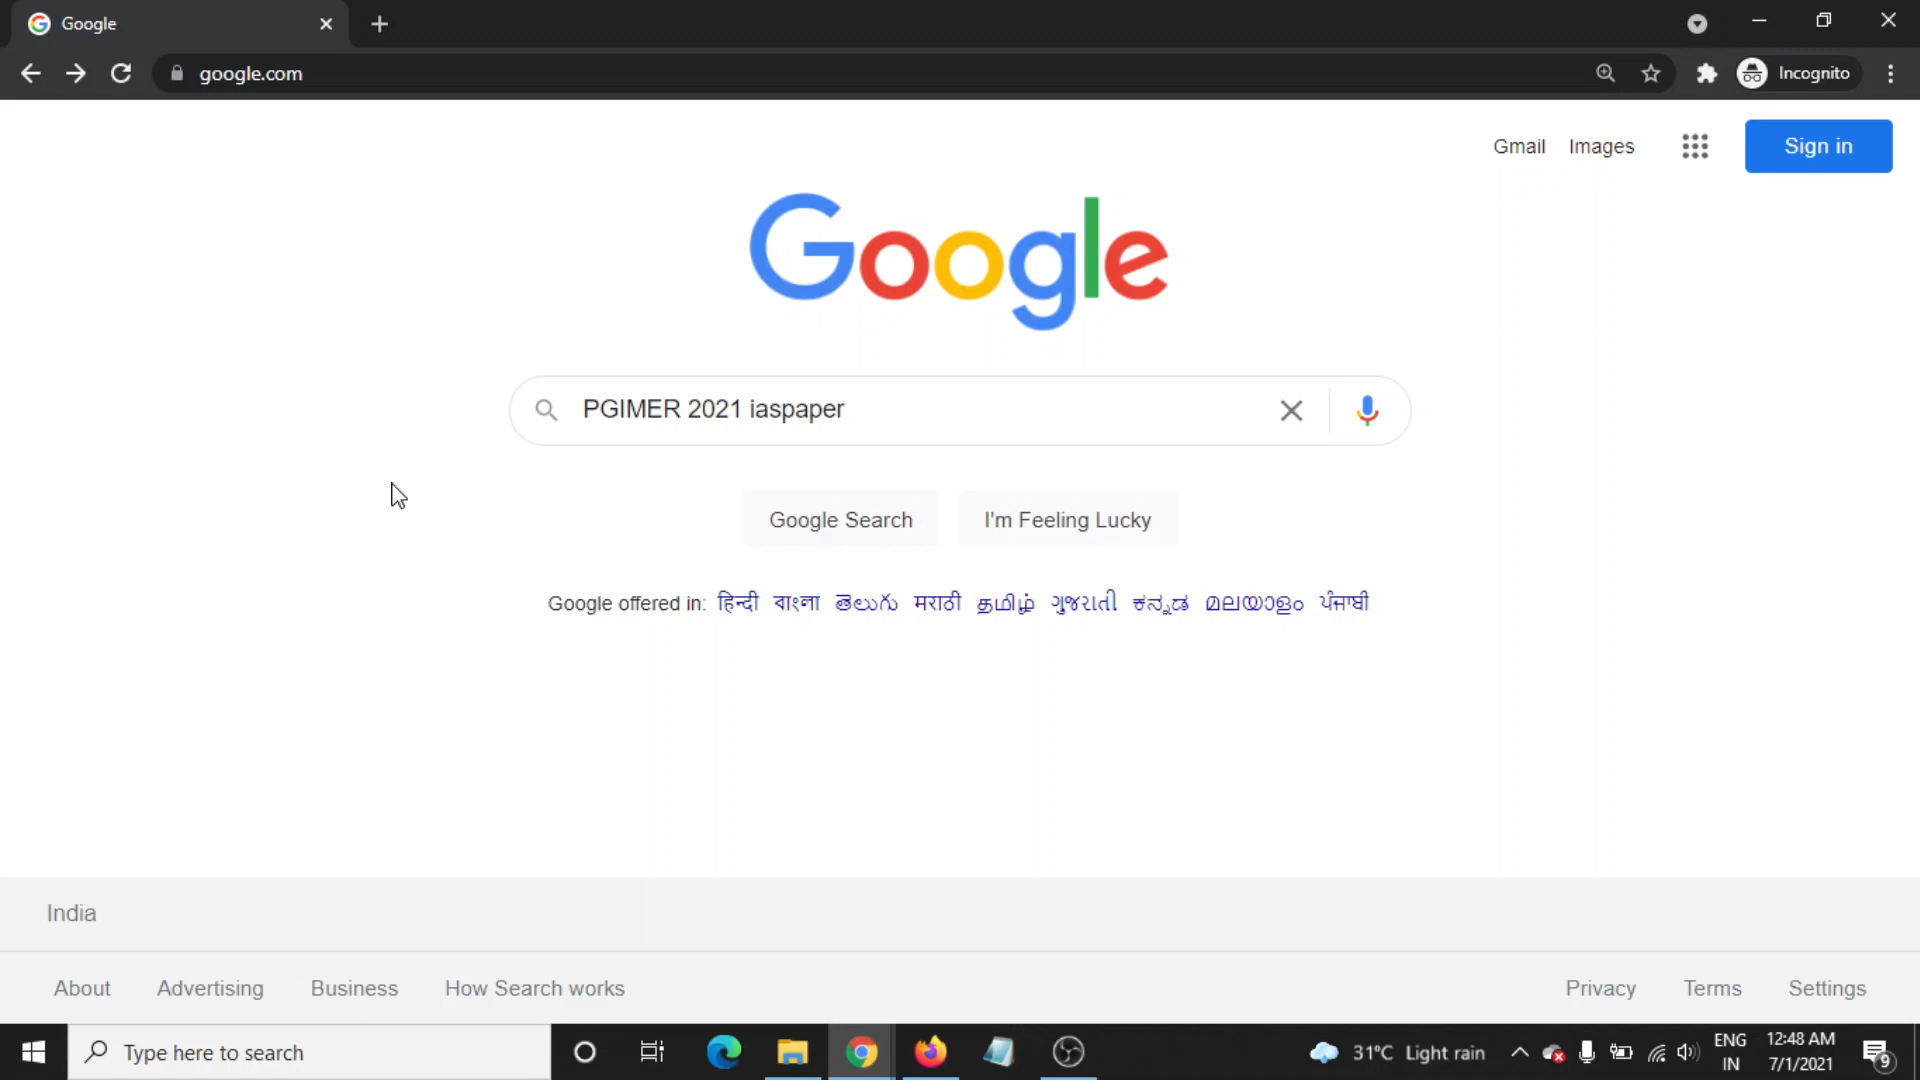 Google
google.com
Incognito
Gmail Images Sign in
Google
PGIMER 2021 iaspaper
Google Search I'm Feeling Lucky
Google offered in: हिन्दी বাংলা తెలుగు मराठी தமிழ் ગુજરાતી ಕನ್ನಡ മലയാളം ਪੰਜਾਬੀ
India
About Advertising Business How Search works Privacy Terms Settings
Type here to search
31°C Light rain
ENG
IN
12:48 AM
7/1/2021
9